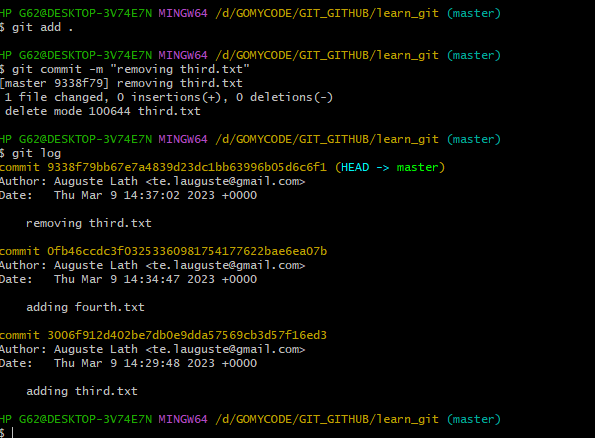 HP G62@DESKTOP-3V74E7N MINGW64 /d/GOMYCODE/GIT_GITHUB/learn_git (master)
$ git add .
HP G62@DESKTOP-3V74E7N MINGW64 /d/GOMYCODE/GIT_GITHUB/learn_git (master)
$ git commit -m "removing third.txt"
[master 9338f79] removing third.txt
1 file changed, 0 insertions(+), 0 deletions(-)
delete mode 100644 third.txt
HP G62@DESKTOP-3V74E7N MINGW64 /d/GOMYCODE/GIT_GITHUB/learn_git (master)
$ git log
commit 9338f79bb67e7a4839d23dc1bb63996b05d6c6f1 (HEAD -> master)
Author: Auguste Lath <te.lauguste@gmail.com>
Date:   Thu Mar 9 14:37:02 2023 +0000
removing third.txt
commit 0fb46ccdc3f03253360981754177622bae6ea07b
Author: Auguste Lath <te.lauguste@gmail.com>
Date:   Thu Mar 9 14:34:47 2023 +0000
adding fourth.txt
commit 3006f912d402be7db0e9dda57569cb3d57f16ed3
Author: Auguste Lath <te.lauguste@gmail.com>
Date:   Thu Mar 9 14:29:48 2023 +0000
adding third.txt
HP G62@DESKTOP-3V74E7N MINGW64 /d/GOMYCODE/GIT_GITHUB/learn_git (master)
$